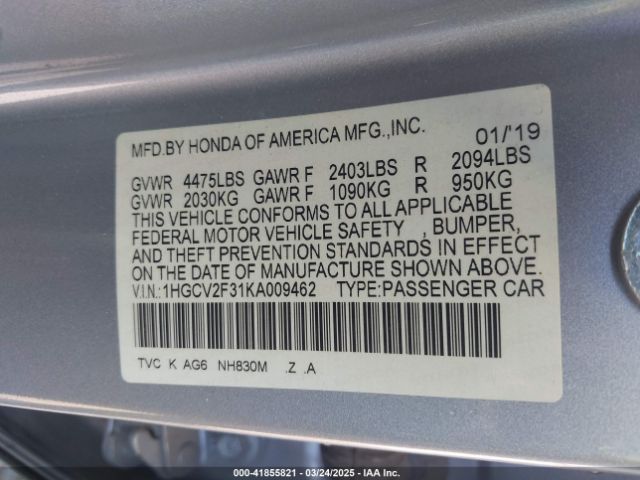 MFD.BY HONDA OF AMERICA MFG.,INC. 01/'19
GVWR 4475LBS GAWR F 2403LBS R 2094LBS
GVWR 2030KG GAWR F 1090KG R 950KG
THIS VEHICLE CONFORMS TO ALL APPLICABLE
FEDERAL MOTOR VEHICLE SAFETY , BUMPER,
AND THEFT PREVENTION STANDARDS IN EFFECT
ON THE DATE OF MANUFACTURE SHOWN ABOVE.
V.I.N.:1HGCV2F31KA009462 TYPE:PASSENGER CAR
TVC K AG6 NH830M .Z .A
000-41855821 - 03/24/2025 - IAA Inc.